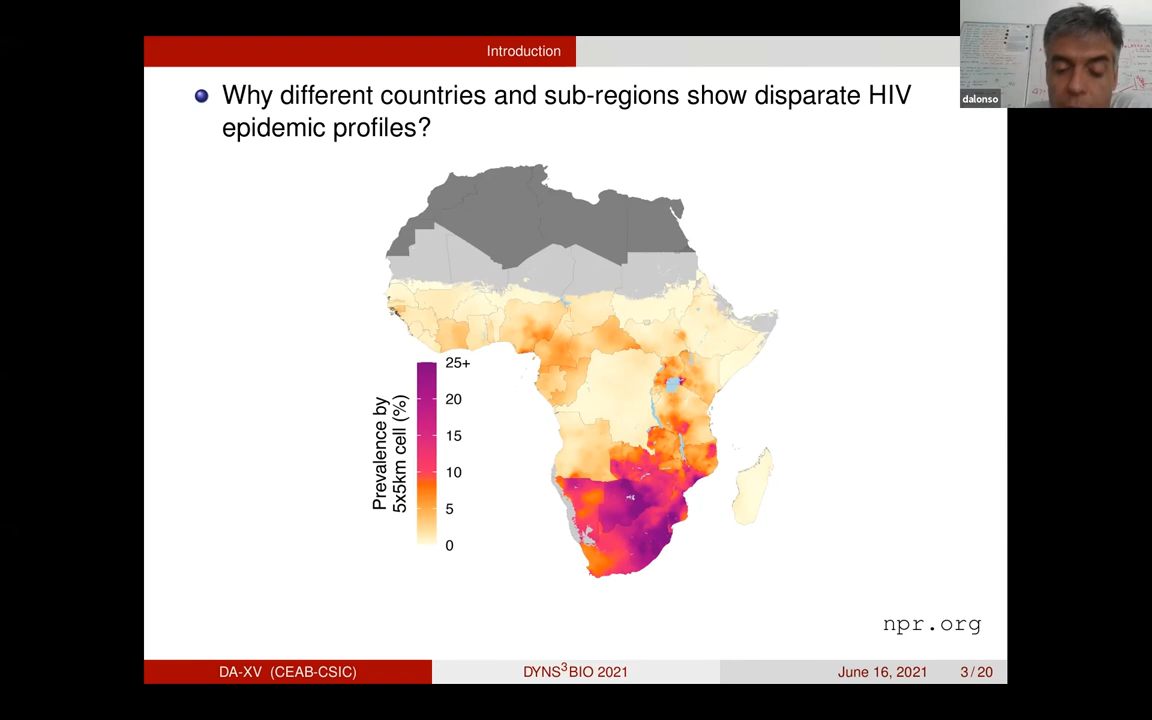 Introduction
dalonso
Why different countries and sub-regions show disparate HIV
epidemic profiles?
Prevalence by
5x5km cell (%)
25+
20
15
10
5
0
npr.org
DA-XV (CEAB-CSIC)
DYNS³BIO 2021
June 16, 2021
3 / 20